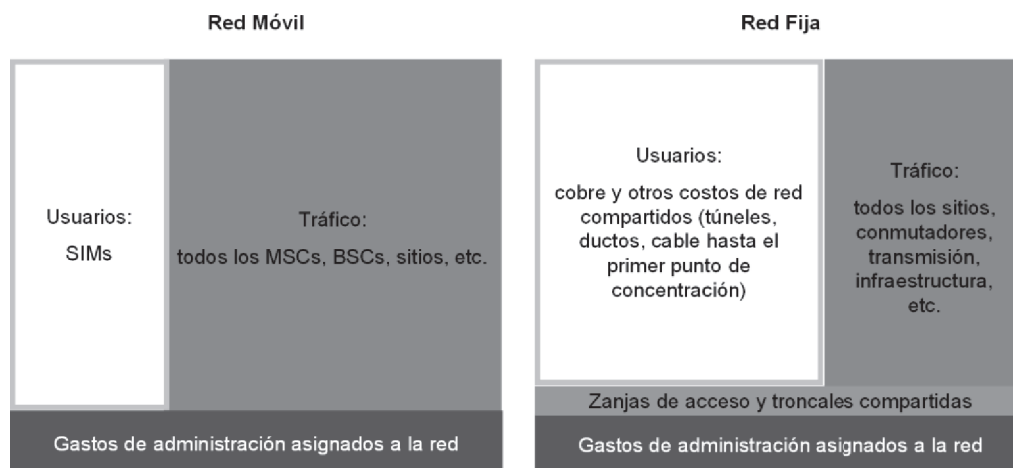 Red Móvil
Usuarios:
SIMs
Tráfico:
todos los MSCs, BSCs, sitios, etc.
Gastos de administración asignados a la red
Red Fija
Usuarios:
cobre y otros costos de red
compartidos (túneles,
ductos, cable hasta el
primer punto de
concentración)
Tráfico:
todos los sitios,
conmutadores,
transmisión,
infraestructura,
etc.
Zanjas de acceso y troncales compartidas
Gastos de administración asignados a la red